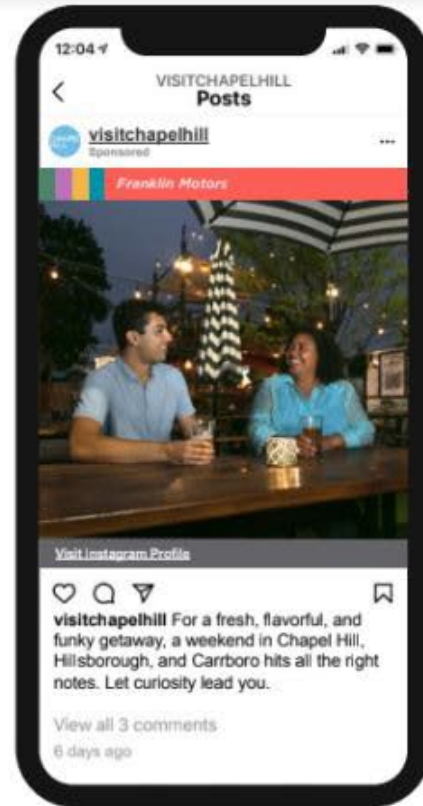 12:04
VISITCHAPELHILL
Posts
visitchapelhill
Sponsored
Franklin Motors
Visit Instagram Profile
visitchapelhill For a fresh, flavorful, and
funky getaway, a weekend in Chapel Hill,
Hillsborough, and Carrboro hits all the right
notes. Let curiosity lead you.
View all 3 comments
6 days ago